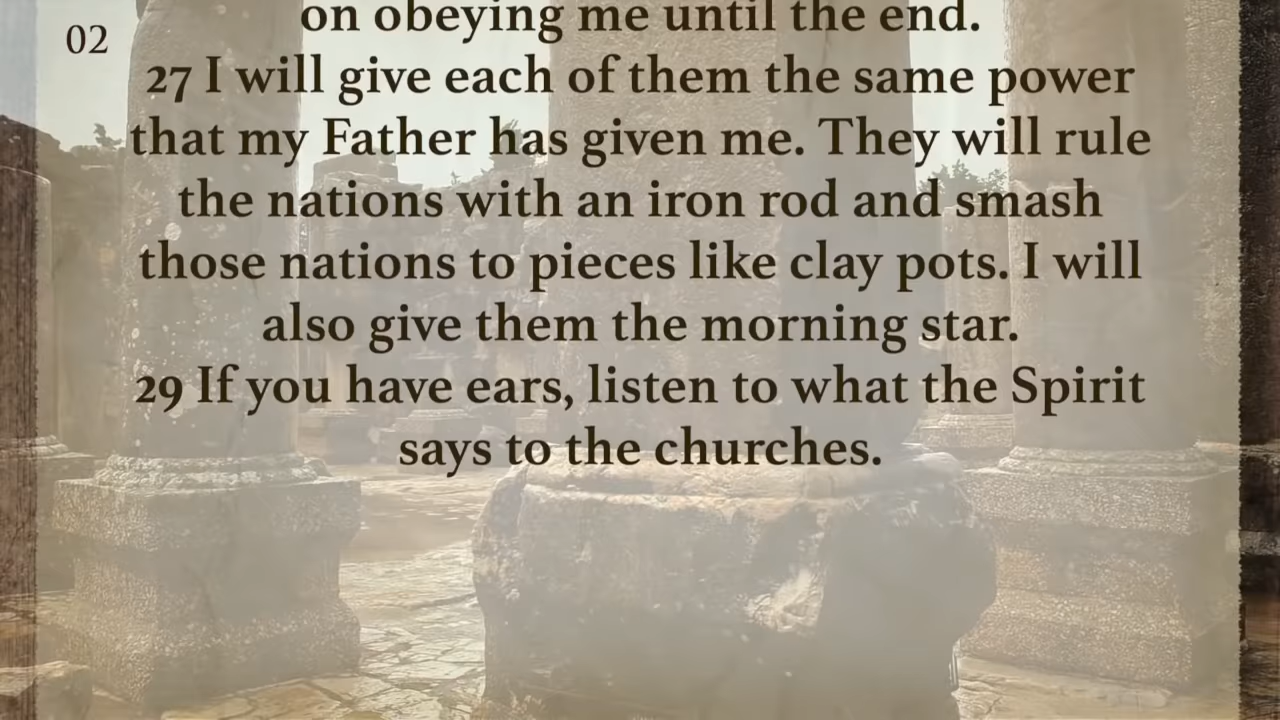 on obeying me until the end.
02
27 I will give each of them the same power
that my Father has given me. They will rule
the nations with an iron rod and smash
those nations to pieces like clay pots. I will
also give them the morning star.
29 If you have ears, listen to what the Spirit
says to the churches.